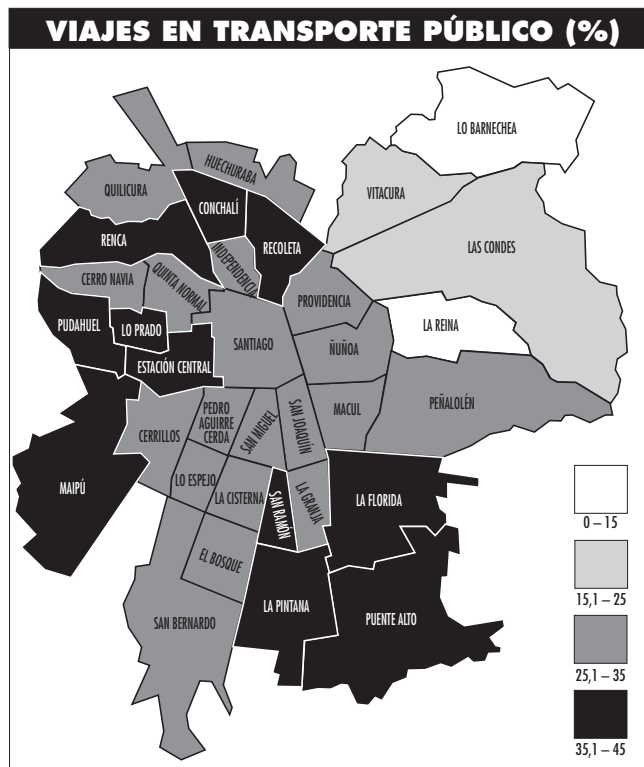 VIAJES EN TRANSPORTE PÚBLICO (%)
LO BARNECHEA
HUECHURABA
QUILICURA
VITACURA
CONCHALÍ
RENCA
RECOLETA
LAS CONDES
INDEPENDENCIA
CERRO NAVIA
QUINTA NORMAL
PROVIDENCIA
PUDAHUEL
LO PRADO
LA REINA
SANTIAGO
ÑUÑOA
ESTACIÓN CENTRAL
PEÑALOLÉN
PEDRO
AGUIRRE
CERDA
SAN MIGUEL
SAN JOAQUÍN
MACUL
CERRILLOS
MAIPÚ
LO ESPEJO
LA CISTERNA
SAN RAMÓN
LA GRANJA
LA FLORIDA
0 – 15
EL BOSQUE
LA PINTANA
PUENTE ALTO
SAN BERNARDO
15,1 – 25
25,1 – 35
35,1 – 45